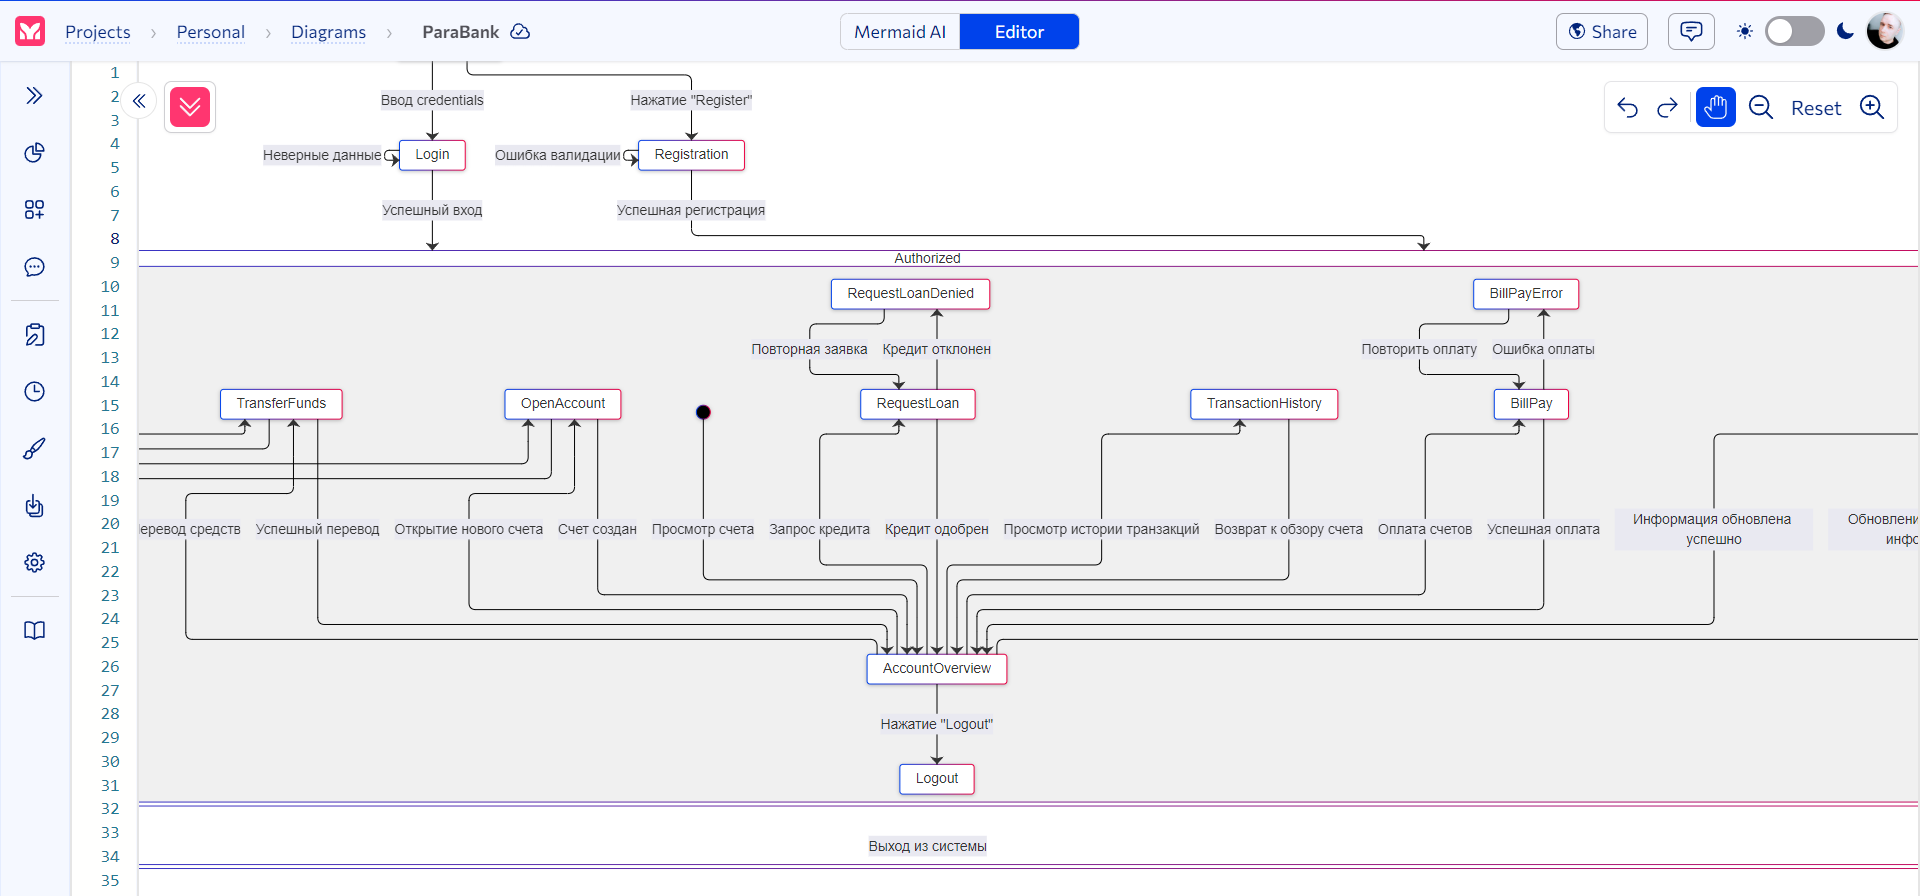 Projects
Personal
Diagrams
ParaBank
Mermaid AI
Editor
Share
Reset
1
2
3
4
5
6
7
8
9
10
11
12
13
14
15
16
17
18
19
20
21
22
23
24
25
26
27
28
29
30
31
32
33
34
35
Ввод credentials
Нажатие "Register"
Неверные данные
Login
Ошибка валидации
Registration
Успешный вход
Успешная регистрация
Authorized
RequestLoanDenied
BillPayError
Повторная заявка
Кредит отклонен
Повторить оплату
Ошибка оплаты
TransferFunds
OpenAccount
RequestLoan
TransactionHistory
BillPay
еревод средств
Успешный перевод
Открытие нового счета
Счет создан
Просмотр счета
Запрос кредита
Кредит одобрен
Просмотр истории транзакций
Возврат к обзору счета
Оплата счетов
Успешная оплата
Информация обновлена
успешно
Обновлени
инфо
AccountOverview
Нажатие "Logout"
Logout
Выход из системы